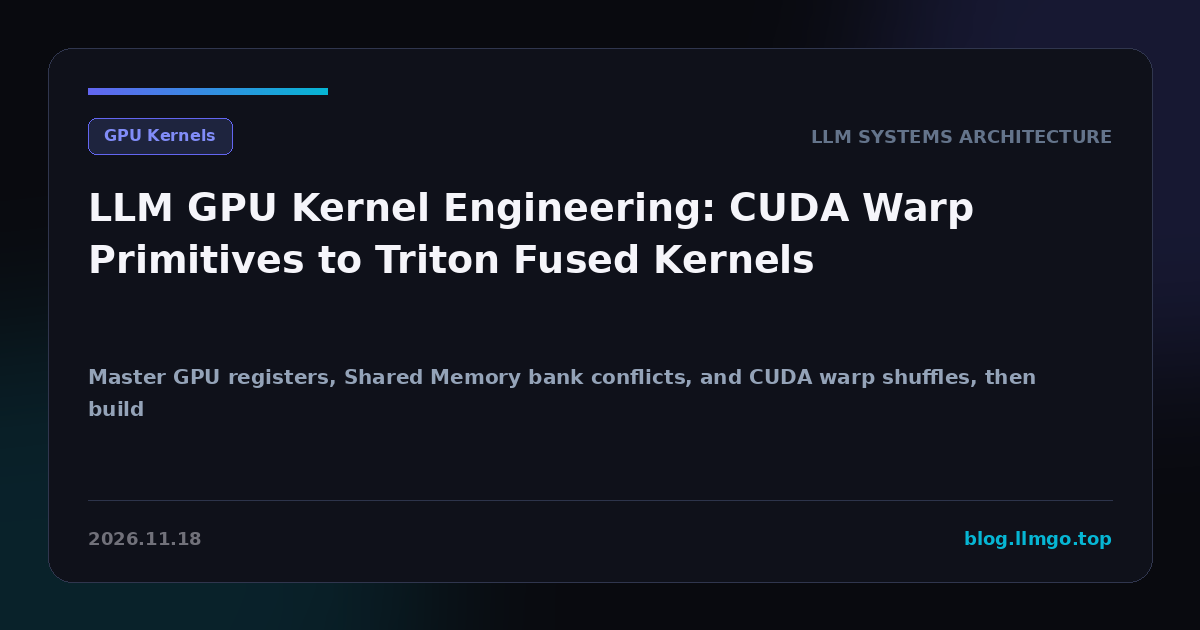 GPU Kernels
LLM SYSTEMS ARCHITECTURE
LLM GPU Kernel Engineering: CUDA Warp
Primitives to Triton Fused Kernels
Master GPU registers, Shared Memory bank conflicts, and CUDA warp shuffles, then
build
2026.11.18
blog.llmgo.top